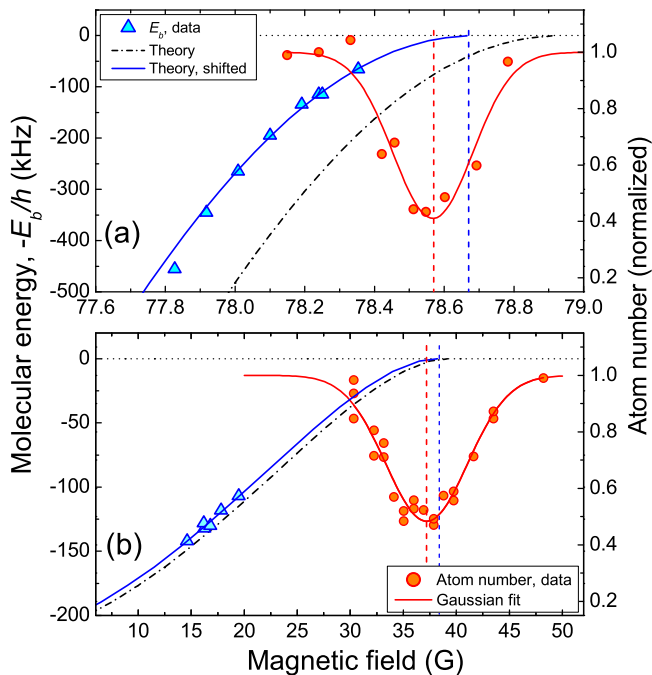 E_b, data
Theory
Theory, shifted
0
-100
-200
-300
-400
-500
1.0
0.8
0.6
0.4
0.2
(a)
77.6 77.8 78.0 78.2 78.4 78.6 78.8 79.0
Molecular energy, -E_b/h (kHz)
Atom number (normalized)
0
-50
-100
-150
-200
1.0
0.8
0.6
0.4
0.2
(b)
Atom number, data
Gaussian fit
10 15 20 25 30 35 40 45 50
Magnetic field (G)